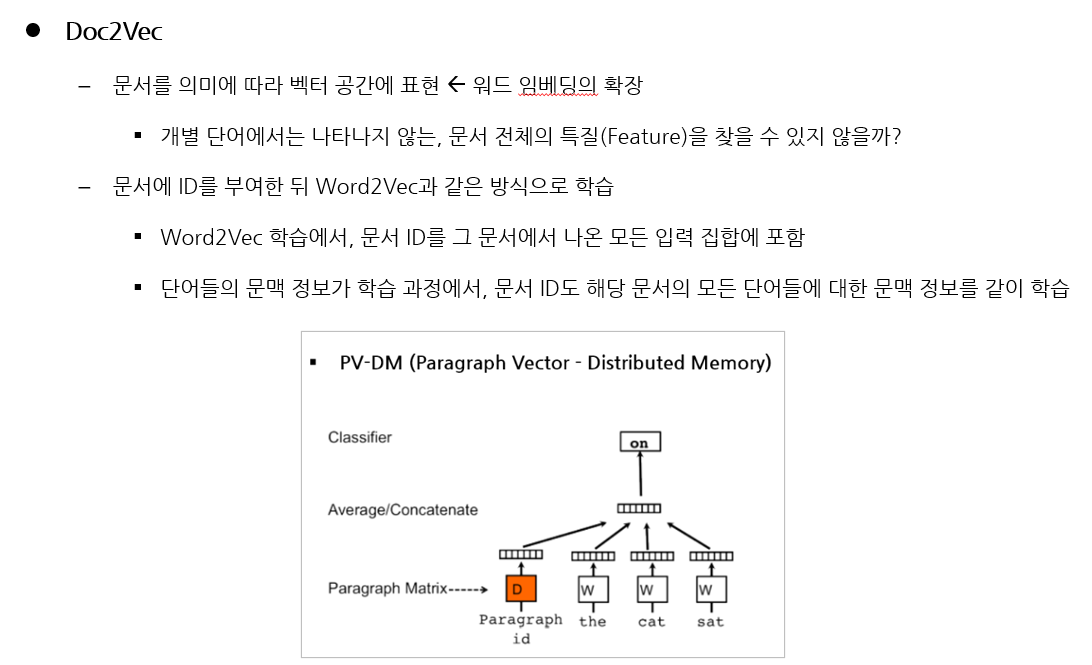 ● Doc2Vec
– 문서를 의미에 따라 벡터 공간에 표현 ← 워드 임베딩의 확장
▪ 개별 단어에서는 나타나지 않는, 문서 전체의 특질(Feature)을 찾을 수 있지 않을까?
– 문서에 ID를 부여한 뒤 Word2Vec과 같은 방식으로 학습
▪ Word2Vec 학습에서, 문서 ID를 그 문서에서 나온 모든 입력 집합에 포함
▪ 단어들의 문맥 정보가 학습 과정에서, 문서 ID도 해당 문서의 모든 단어들에 대한 문맥 정보를 같이 학습
▪ PV-DM (Paragraph Vector - Distributed Memory)
Classifier
on
Average/Concatenate
Paragraph Matrix
D W W W
Paragraph the cat sat
id